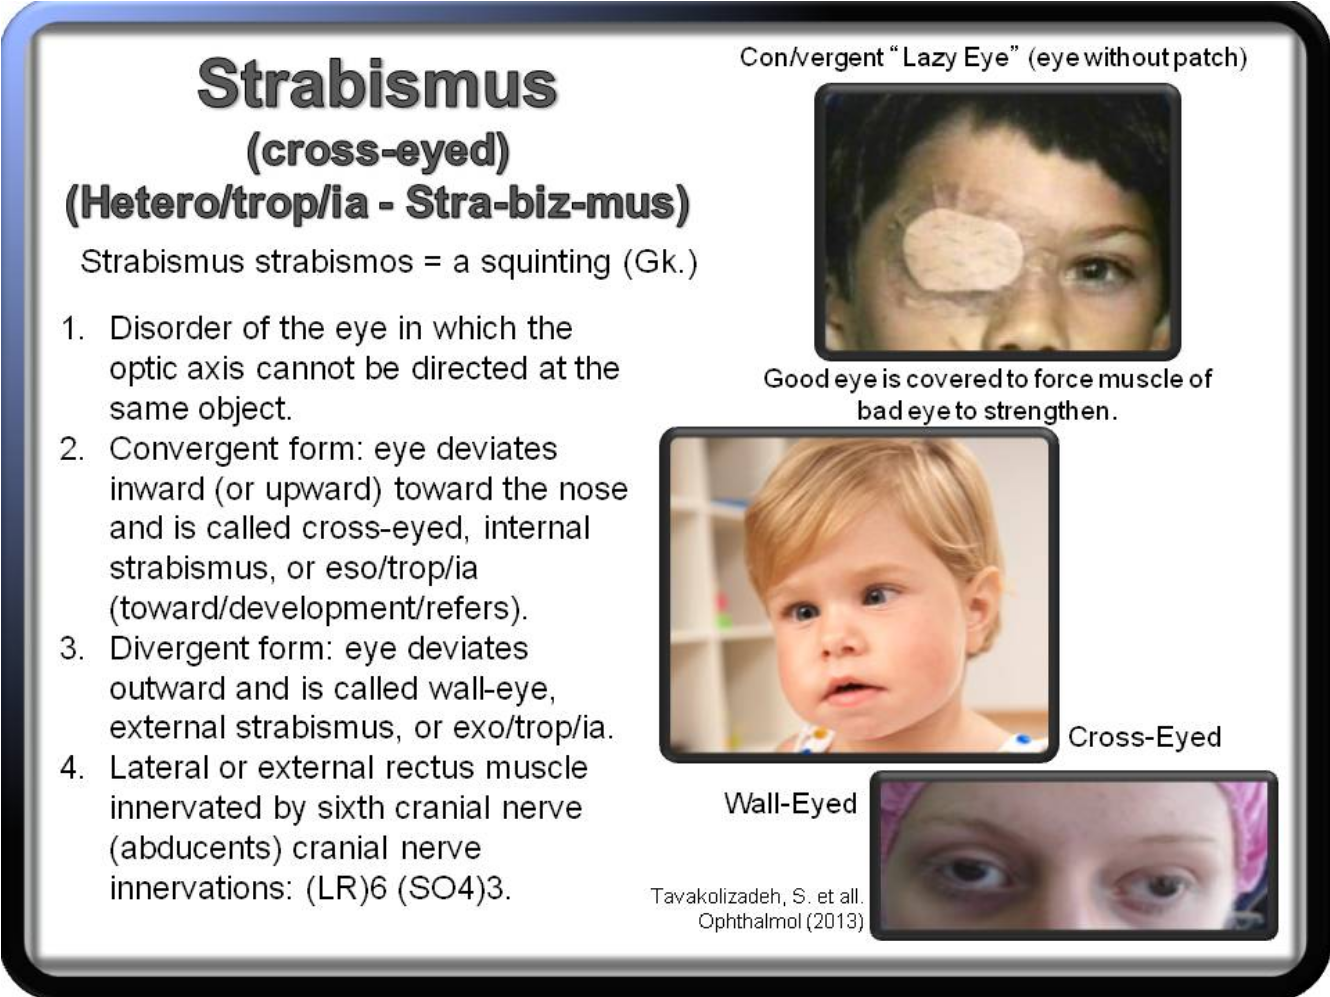 Strabismus
(cross-eyed)
(Hetero/trop/ia - Stra-biz-mus)
Strabismus strabismos = a squinting (Gk.)
1. Disorder of the eye in which the
optic axis cannot be directed at the
same object.
2. Convergent form: eye deviates
inward (or upward) toward the nose
and is called cross-eyed, internal
strabismus, or eso/trop/ia
(toward/development/refers).
3. Divergent form: eye deviates
outward and is called wall-eye,
external strabismus, or exo/trop/ia.
4. Lateral or external rectus muscle
innervated by sixth cranial nerve
(abducents) cranial nerve
innervations: (LR)6 (SO4)3.
Con/vergent “Lazy Eye” (eye without patch)
Good eye is covered to force muscle of
bad eye to strengthen.
Cross-Eyed
Wall-Eyed
Tavakolizadeh, S. et all.
Ophthalmol (2013)